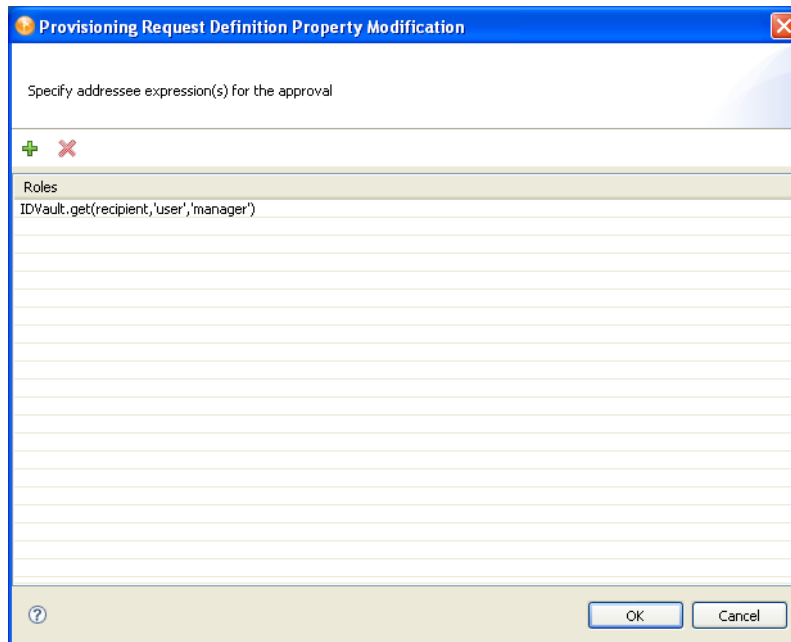 Provisioning Request Definition Property Modification
Specify addressee expression(s) for the approval
Roles
IDVault.get(recipient,'user','manager')
OK Cancel